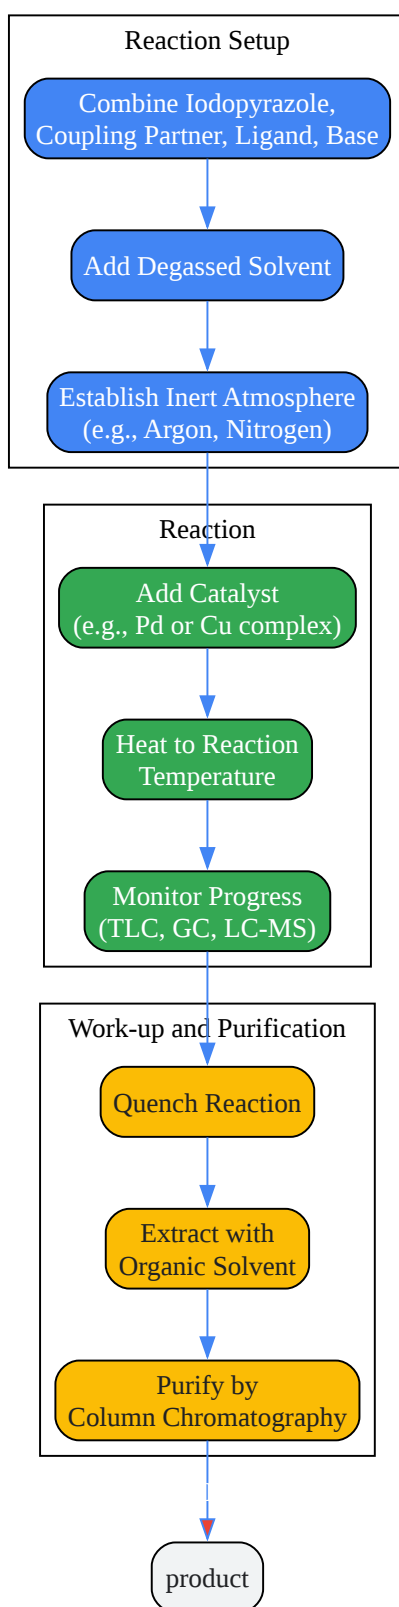 Reaction Setup
Combine Iodopyrazole,
Coupling Partner, Ligand, Base
Add Degassed Solvent
Establish Inert Atmosphere
(e.g., Argon, Nitrogen)
Reaction
Add Catalyst
(e.g., Pd or Cu complex)
Heat to Reaction
Temperature
Monitor Progress
(TLC, GC, LC-MS)
Work-up and Purification
Quench Reaction
Extract with
Organic Solvent
Purify by
Column Chromatography
product